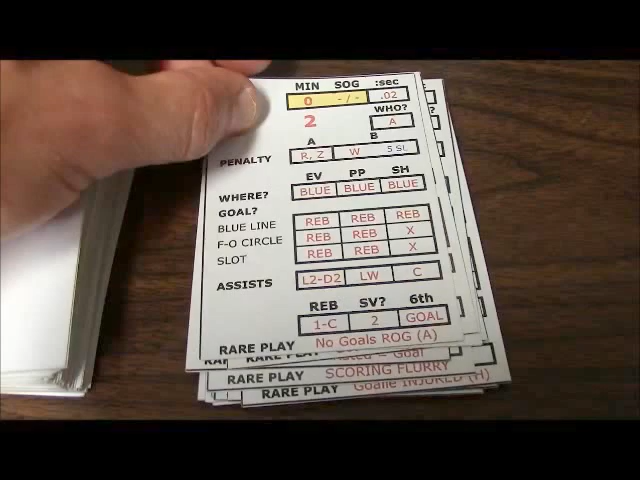 MIN SOG :sec
0 -/- .02
2 WHO?
A
A B
PENALTY R, Z W 5 SL
EV PP SH
WHERE? BLUE BLUE BLUE
GOAL?
BLUE LINE REB REB REB
F-O CIRCLE REB REB X
SLOT REB REB X
ASSISTS L2-D2 LW C
REB SV? 6th
1-C 2 GOAL
RARE PLAY No Goals ROG (A)
RARE PLAY = Goal
RARE PLAY SCORING FLURRY
RARE PLAY Goalie INJURED (H)